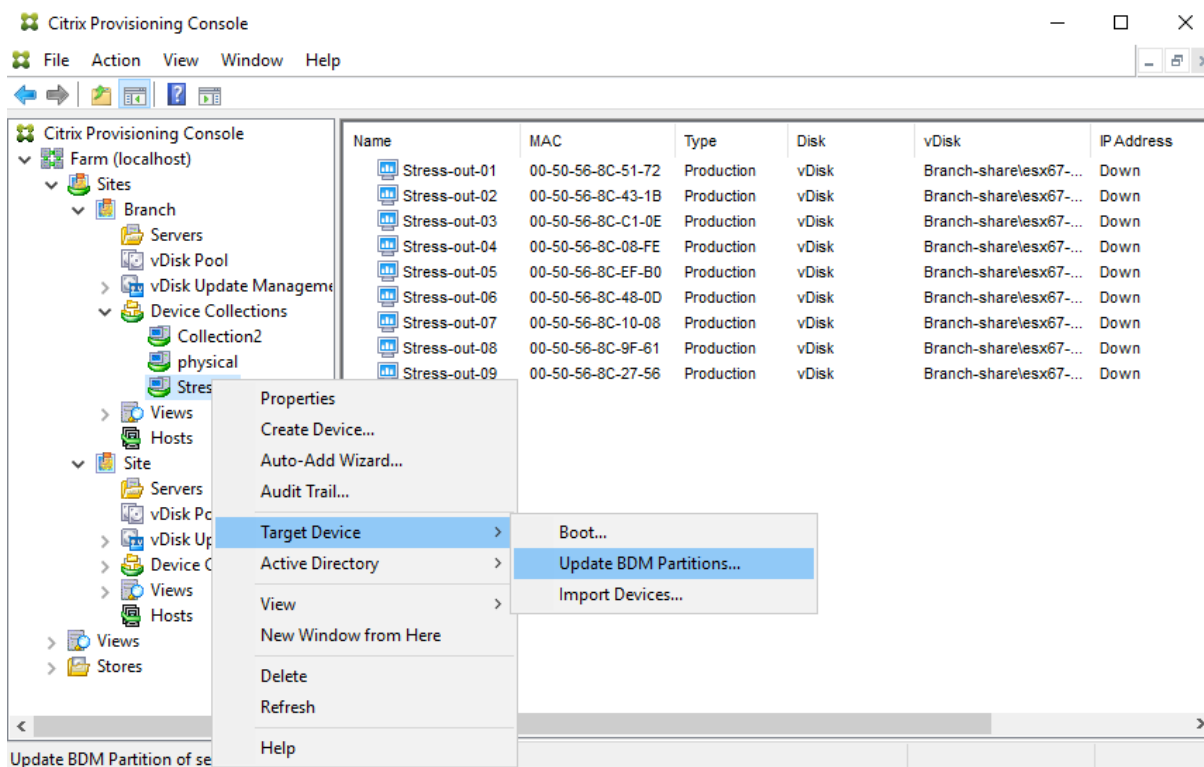 Citrix Provisioning Console
File Action View Window Help
Citrix Provisioning Console
Farm (localhost)
Sites
Branch
Servers
vDisk Pool
vDisk Update Manageme
Device Collections
Collection2
physical
Stres
Views
Hosts
Site
Servers
vDisk Po
vDisk Up
Device C
Views
Hosts
Views
Stores
Name MAC Type Disk vDisk IP Address
Stress-out-01 00-50-56-8C-51-72 Production vDisk Branch-share\esx67-... Down
Stress-out-02 00-50-56-8C-43-1B Production vDisk Branch-share\esx67-... Down
Stress-out-03 00-50-56-8C-C1-0E Production vDisk Branch-share\esx67-... Down
Stress-out-04 00-50-56-8C-08-FE Production vDisk Branch-share\esx67-... Down
Stress-out-05 00-50-56-8C-EF-B0 Production vDisk Branch-share\esx67-... Down
Stress-out-06 00-50-56-8C-48-0D Production vDisk Branch-share\esx67-... Down
Stress-out-07 00-50-56-8C-10-08 Production vDisk Branch-share\esx67-... Down
Stress-out-08 00-50-56-8C-9F-61 Production vDisk Branch-share\esx67-... Down
Stress-out-09 00-50-56-8C-27-56 Production vDisk Branch-share\esx67-... Down
Properties
Create Device...
Auto-Add Wizard...
Audit Trail...
Target Device
Active Directory
View
New Window from Here
Delete
Refresh
Help
Boot...
Update BDM Partitions...
Import Devices...
Update BDM Partition of se